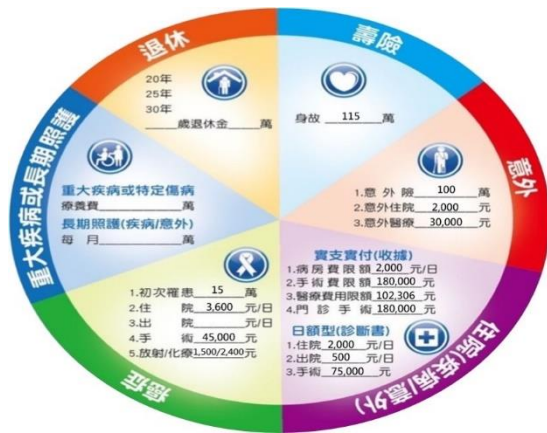 壽險
身故 115 萬
意外
1.意外險 100 萬
2.意外住院 2,000 元
3.意外醫療 30,000 元
住院(疾病/意外)
實支實付(收據)
1.病房費限額 2,000 元/日
2.手術費限額 180,000 元
3.醫療費用限額 102,306 元
4.門診手術 180,000 元
日額型(診斷書)
1.住院 2,000 元/日
2.出院 500 元/日
3.手術 75,000 元
癌症
1.初次罹患 15 萬
2.住院 3,600 元/日
3.出院 ____ 元/日
4.手術 45,000 元
5.放射/化療 1,500/2,400 元
重大疾病或長期照護
重大疾病或特定傷病
療養費 ____ 萬
長期照護(疾病/意外)
每月 ____ 萬
退休
20年
25年
30年
____ 歲退休金 ____ 萬